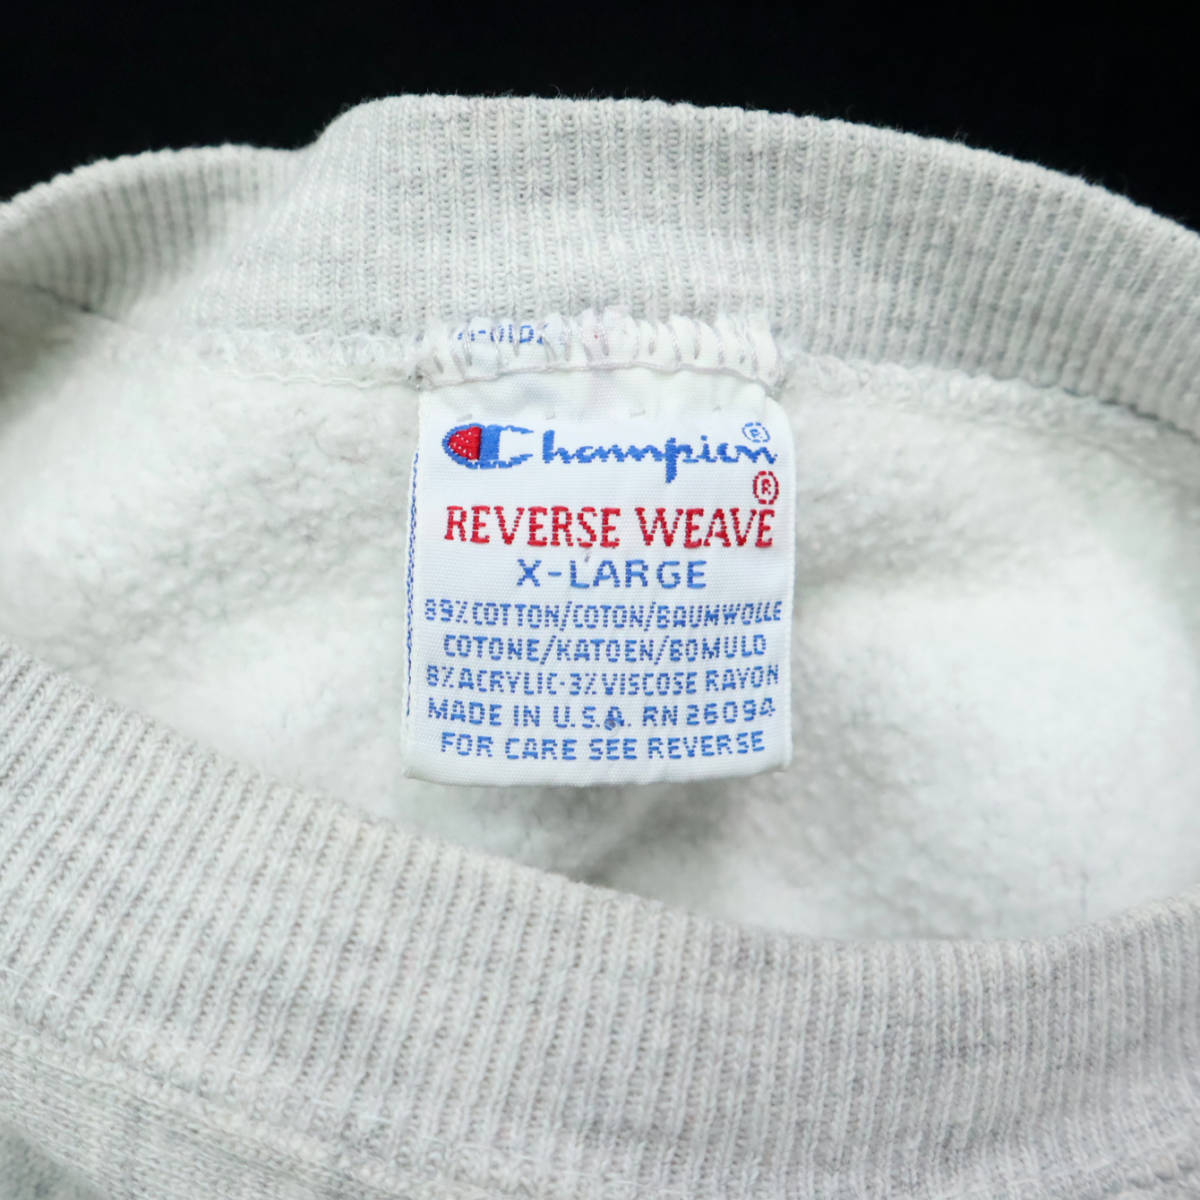 Champion®
®
REVERSE WEAVE
X-LARGE
89% COTTON/COTON/BAUMWOLLE
COTONE/KATOEN/BOMULD
8% ACRYLIC-3% VISCOSE RAYON
MADE IN U.S.A. RN 26094
FOR CARE SEE REVERSE